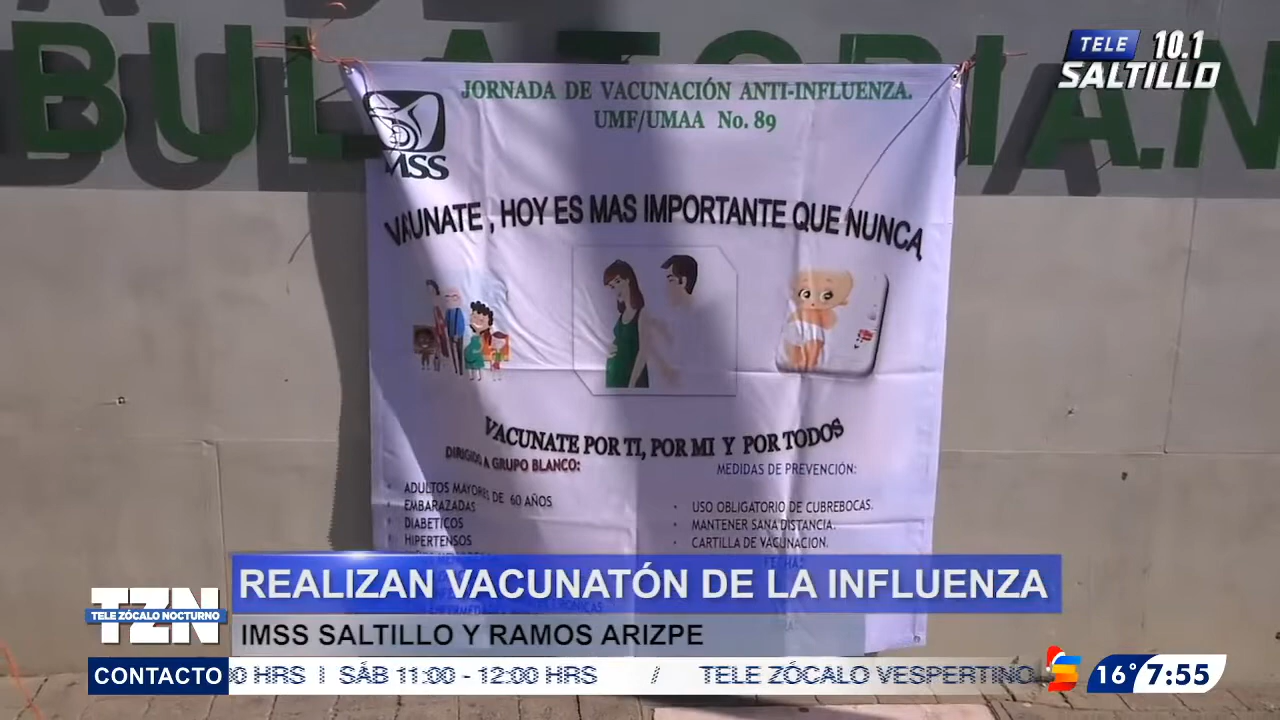 BULATORIA.N
TELE 10.1
SALTILLO
JORNADA DE VACUNACIÓN ANTI-INFLUENZA.
UMF/UMAA No. 89
IMSS
VAUNATE , HOY ES MAS IMPORTANTE QUE NUNCA
VACUNATE POR TI, POR MI Y POR TODOS
DIRIGIDO A GRUPO BLANCO:
ADULTOS MAYORES DE 60 AÑOS
EMBARAZADAS
DIABETICOS
HIPERTENSOS
MEDIDAS DE PREVENCIÓN:
USO OBLIGATORIO DE CUBREBOCAS.
MANTENER SANA DISTANCIA.
CARTILLA DE VACUNACION.
REALIZAN VACUNATÓN DE LA INFLUENZA
TZN
TELE ZÓCALO NOCTURNO
IMSS SALTILLO Y RAMOS ARIZPE
CONTACTO
0 HRS | SÁB 11:00 - 12:00 HRS / TELE ZÓCALO VESPERTINO
16° 7:55